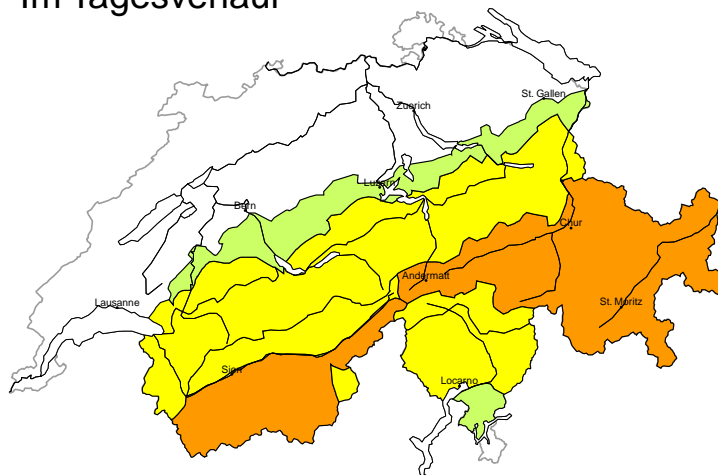 im Tagesverlauf
St. Gallen
Zuerich
Luzern
Bern
Chur
Andermatt
Lausanne
St. Moritz
Sion
Locarno